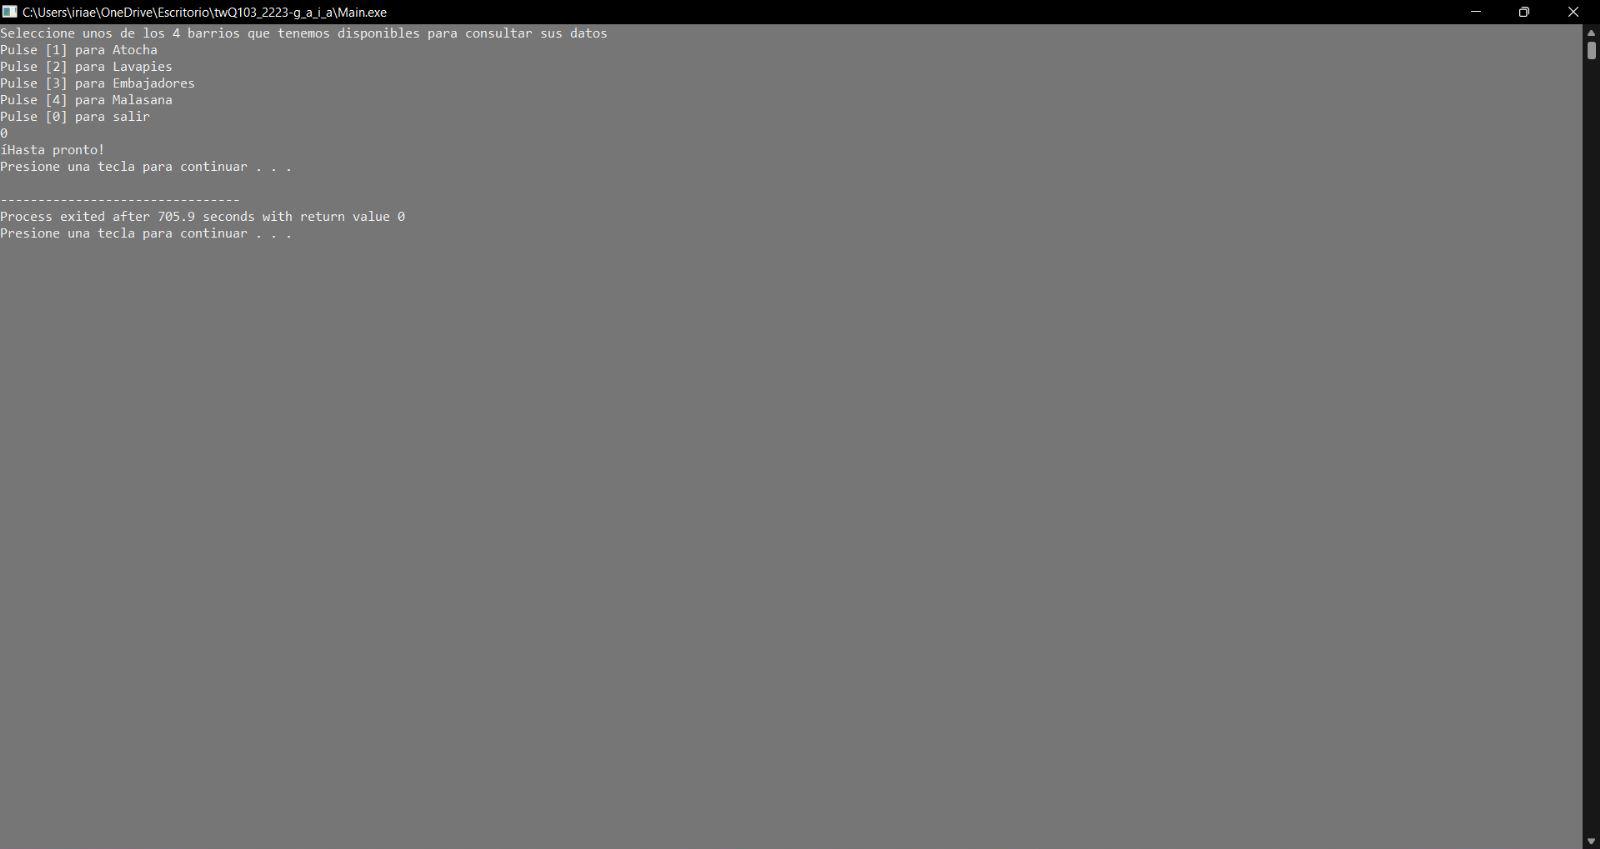 C:\Users\iriae\OneDrive\Escritorio\twQ103_2223-g_a_i_a\Main.exe
Seleccione unos de los 4 barrios que tenemos disponibles para consultar sus datos
Pulse [1] para Atocha
Pulse [2] para Lavapies
Pulse [3] para Embajadores
Pulse [4] para Malasana
Pulse [0] para salir
0
íHasta pronto!
Presione una tecla para continuar . . .
--------------------------------
Process exited after 705.9 seconds with return value 0
Presione una tecla para continuar . . .